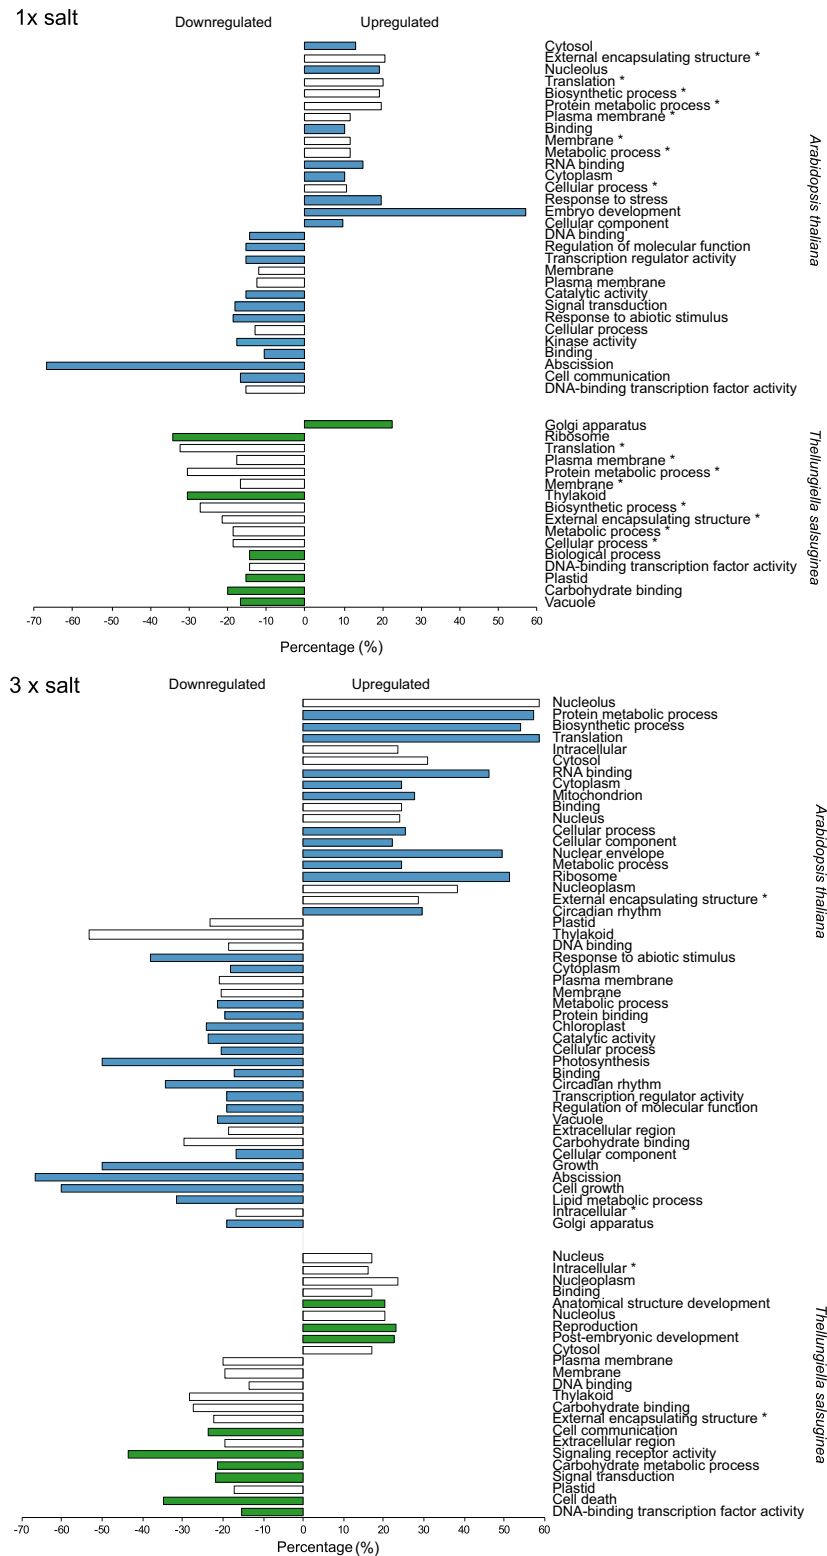 1x salt
Downregulated Upregulated
Cytosol
External encapsulating structure *
Nucleolus
Translation *
Biosynthetic process *
Protein metabolic process *
Plasma membrane *
Binding
Membrane *
Metabolic process *
RNA binding
Cytoplasm
Cellular process *
Response to stress
Embryo development
Cellular component
DNA binding
Regulation of molecular function
Transcription regulator activity
Membrane
Plasma membrane
Catalytic activity
Signal transduction
Response to abiotic stimulus
Cellular process
Kinase activity
Binding
Abscission
Cell communication
DNA-binding transcription factor activity
Arabidopsis thaliana
Golgi apparatus
Ribosome
Translation *
Plasma membrane *
Protein metabolic process *
Membrane *
Thylakoid
Biosynthetic process *
External encapsulating structure *
Metabolic process *
Cellular process *
Biological process
DNA-binding transcription factor activity
Plastid
Carbohydrate binding
Vacuole
Thellungiella salsuginea
-70 -60 -50 -40 -30 -20 -10 0 10 20 30 40 50 60
Percentage (%)
3 x salt
Downregulated Upregulated
Nucleolus
Protein metabolic process
Biosynthetic process
Translation
Intracellular
Cytosol
RNA binding
Cytoplasm
Mitochondrion
Binding
Nucleus
Cellular process
Cellular component
Nuclear envelope
Metabolic process
Ribosome
Nucleoplasm
External encapsulating structure *
Circadian rhythm
Plastid
Thylakoid
DNA binding
Response to abiotic stimulus
Cytoplasm
Plasma membrane
Membrane
Metabolic process
Protein binding
Chloroplast
Catalytic activity
Cellular process
Photosynthesis
Binding
Circadian rhythm
Transcription regulator activity
Regulation of molecular function
Vacuole
Extracellular region
Carbohydrate binding
Cellular component
Growth
Abscission
Cell growth
Lipid metabolic process
Intracellular *
Golgi apparatus
Arabidopsis thaliana
Nucleus
Intracellular *
Nucleoplasm
Binding
Anatomical structure development
Nucleolus
Reproduction
Post-embryonic development
Cytosol
Plasma membrane
Membrane
DNA binding
Thylakoid
Carbohydrate binding
External encapsulating structure *
Cell communication
Extracellular region
Signaling receptor activity
Carbohydrate metabolic process
Signal transduction
Plastid
Cell death
DNA-binding transcription factor activity
Thellungiella salsuginea
-70 -60 -50 -40 -30 -20 -10 0 10 20 30 40 50 60
Percentage (%)